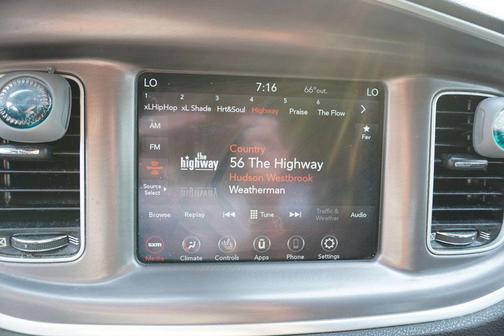 LO 7:16 66°out. LO
1 2 3 4 5 6
xLHipHop xL Shade Hrt&Soul Highway Praise The Flow
AM
FM
Fav
Country
the highway
56 The Highway
Hudson Westbrook
Source Select
Weatherman
Browse Replay Tune Traffic & Weather Audio
sxm
Media Climate Controls Apps Phone Settings